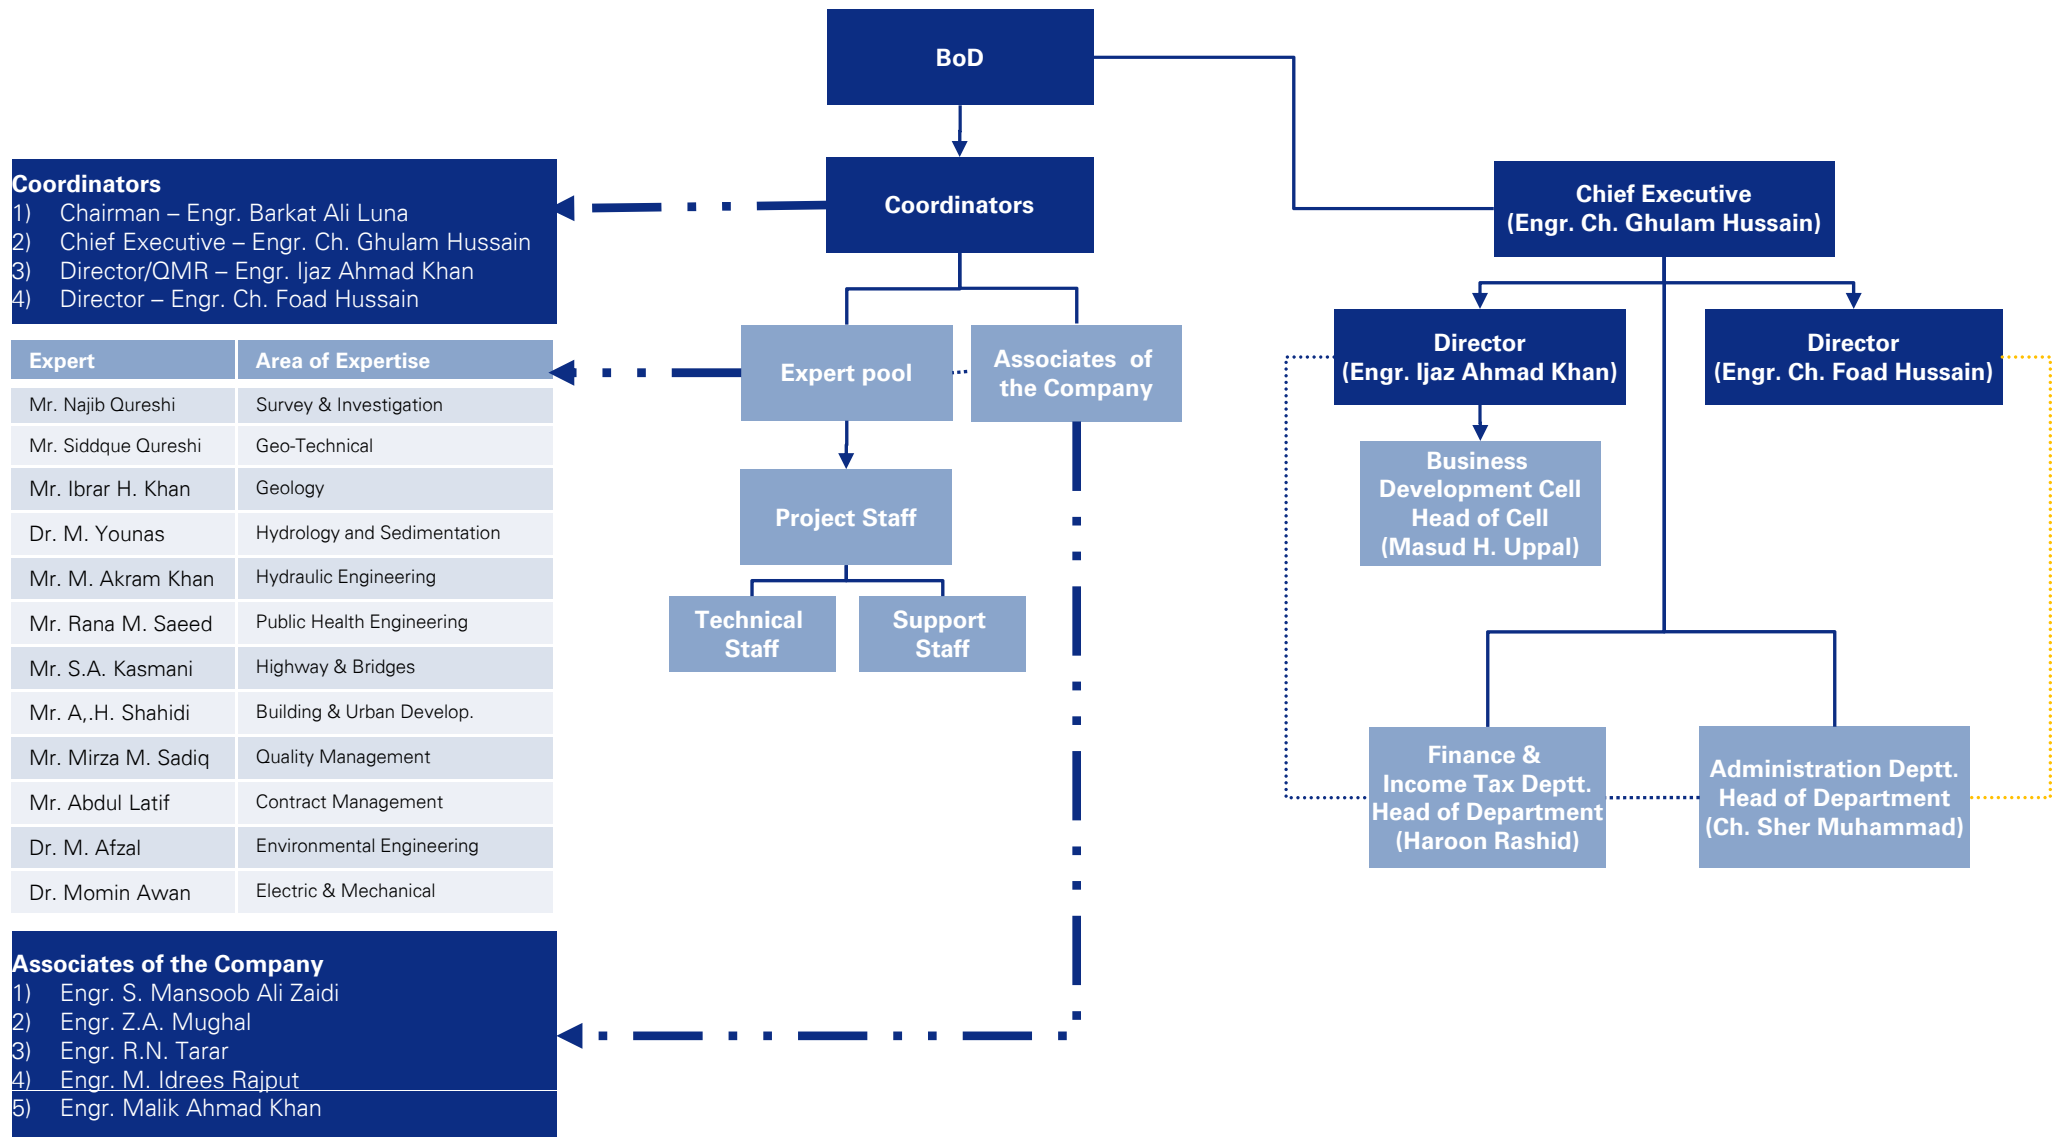 BoD
Coordinators
Chief Executive
(Engr. Ch. Ghulam Hussain)
Coordinators
1) Chairman – Engr. Barkat Ali Luna
2) Chief Executive – Engr. Ch. Ghulam Hussain
3) Director/QMR – Engr. Ijaz Ahmad Khan
4) Director – Engr. Ch. Foad Hussain
Expert pool
Associates of
the Company
Director
(Engr. Ijaz Ahmad Khan)
Director
(Engr. Ch. Foad Hussain)
Business
Development Cell
Head of Cell
(Masud H. Uppal)
Project Staff
Technical
Staff
Support
Staff
Finance &
Income Tax Deptt.
Head of Department
(Haroon Rashid)
Administration Deptt.
Head of Department
(Ch. Sher Muhammad)
Expert Area of Expertise
Mr. Najib Qureshi Survey & Investigation
Mr. Siddque Qureshi Geo-Technical
Mr. Ibrar H. Khan Geology
Dr. M. Younas Hydrology and Sedimentation
Mr. M. Akram Khan Hydraulic Engineering
Mr. Rana M. Saeed Public Health Engineering
Mr. S.A. Kasmani Highway & Bridges
Mr. A,.H. Shahidi Building & Urban Develop.
Mr. Mirza M. Sadiq Quality Management
Mr. Abdul Latif Contract Management
Dr. M. Afzal Environmental Engineering
Dr. Momin Awan Electric & Mechanical
Associates of the Company
1) Engr. S. Mansoob Ali Zaidi
2) Engr. Z.A. Mughal
3) Engr. R.N. Tarar
4) Engr. M. Idrees Rajput
5) Engr. Malik Ahmad Khan